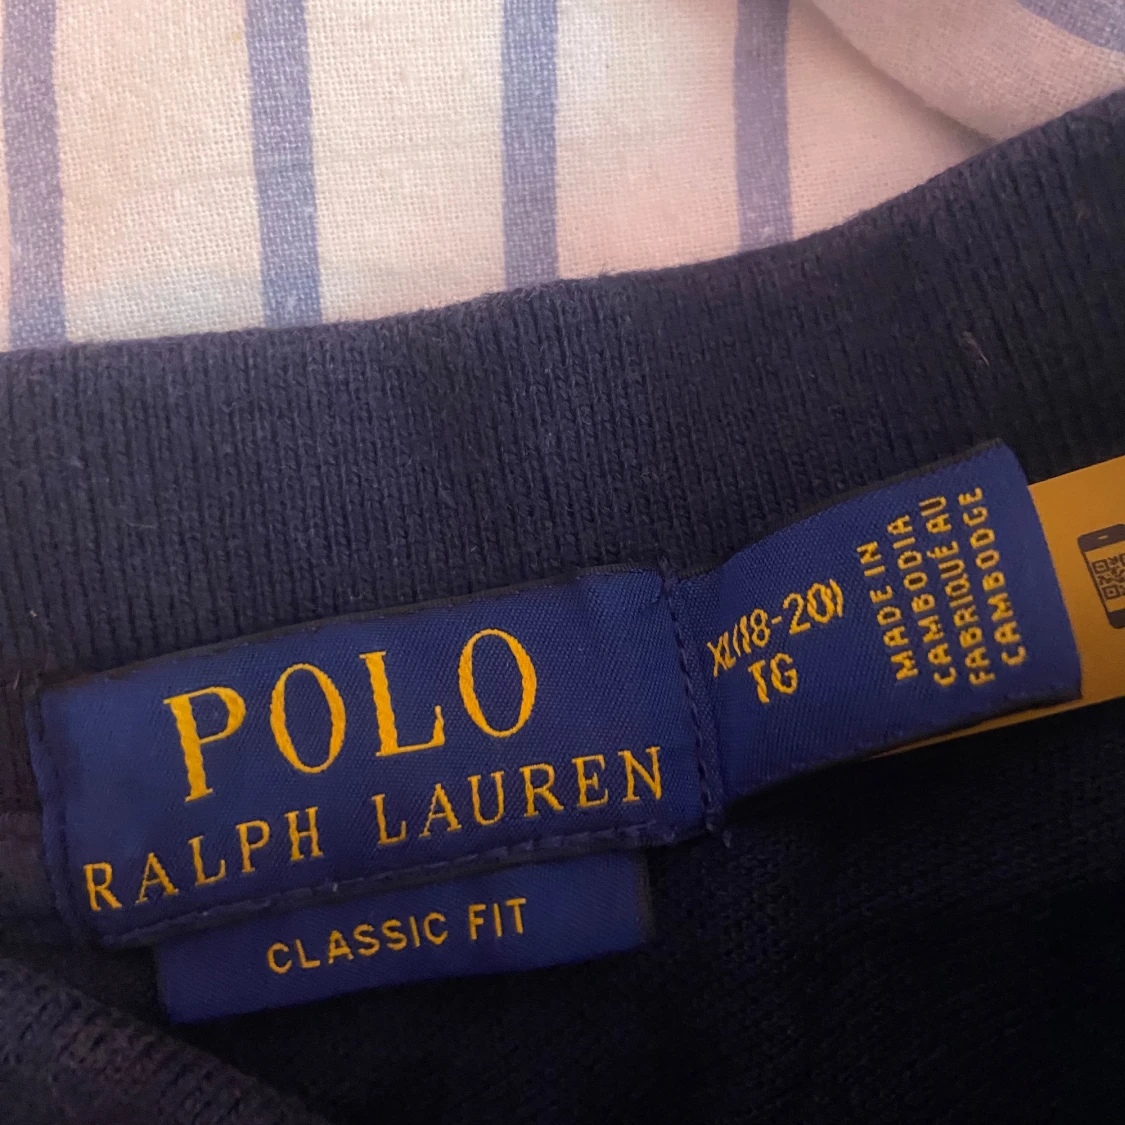 POLO
RALPH LAUREN
CLASSIC FIT
XL(18-20)
TG
MADE IN
CAMBODIA
FABRIQUÉ AU
CAMBODGE